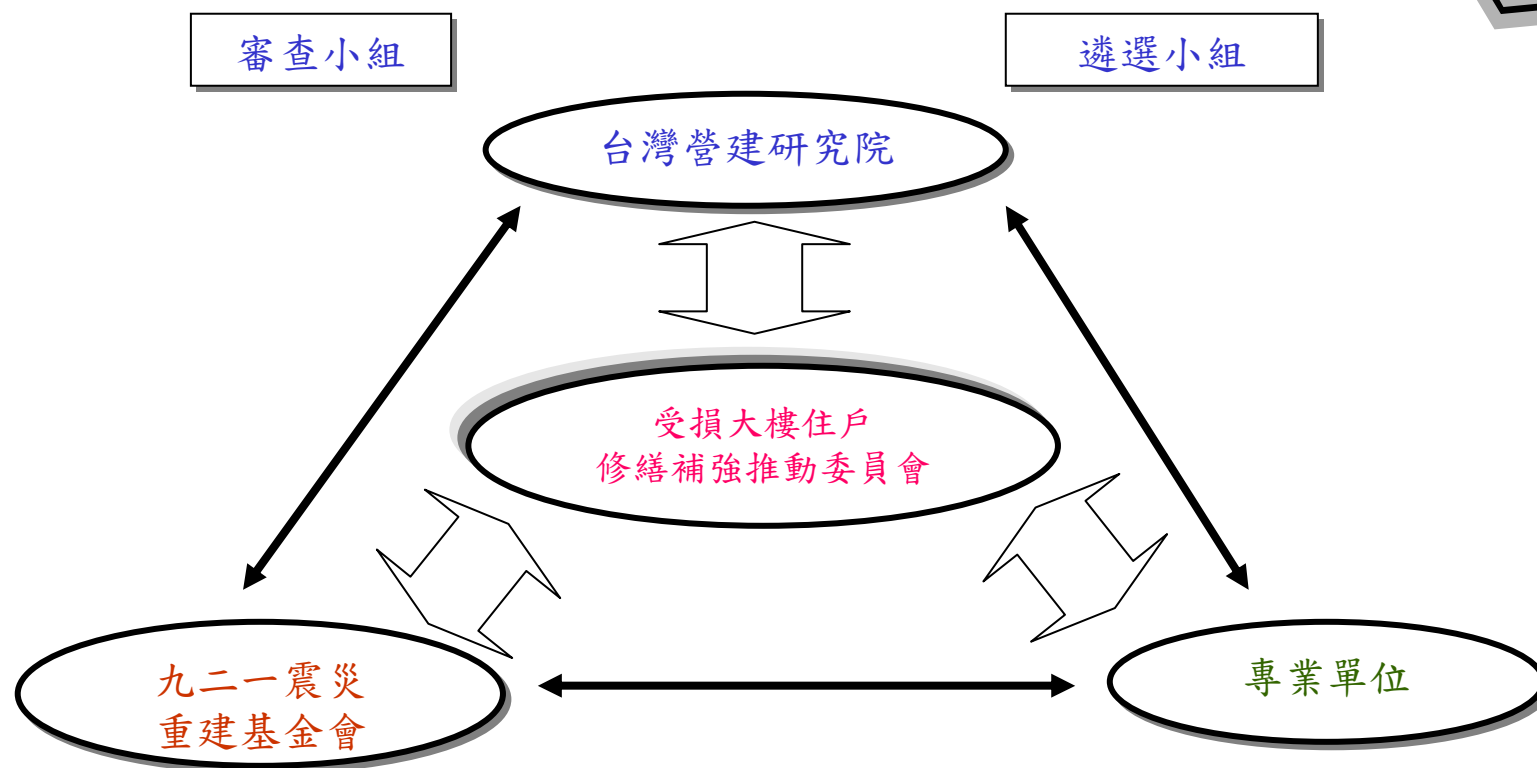 審查小組
遴選小組
台灣營建研究院
受損大樓住戶
修繕補強推動委員會
九二一震災
重建基金會
專業單位